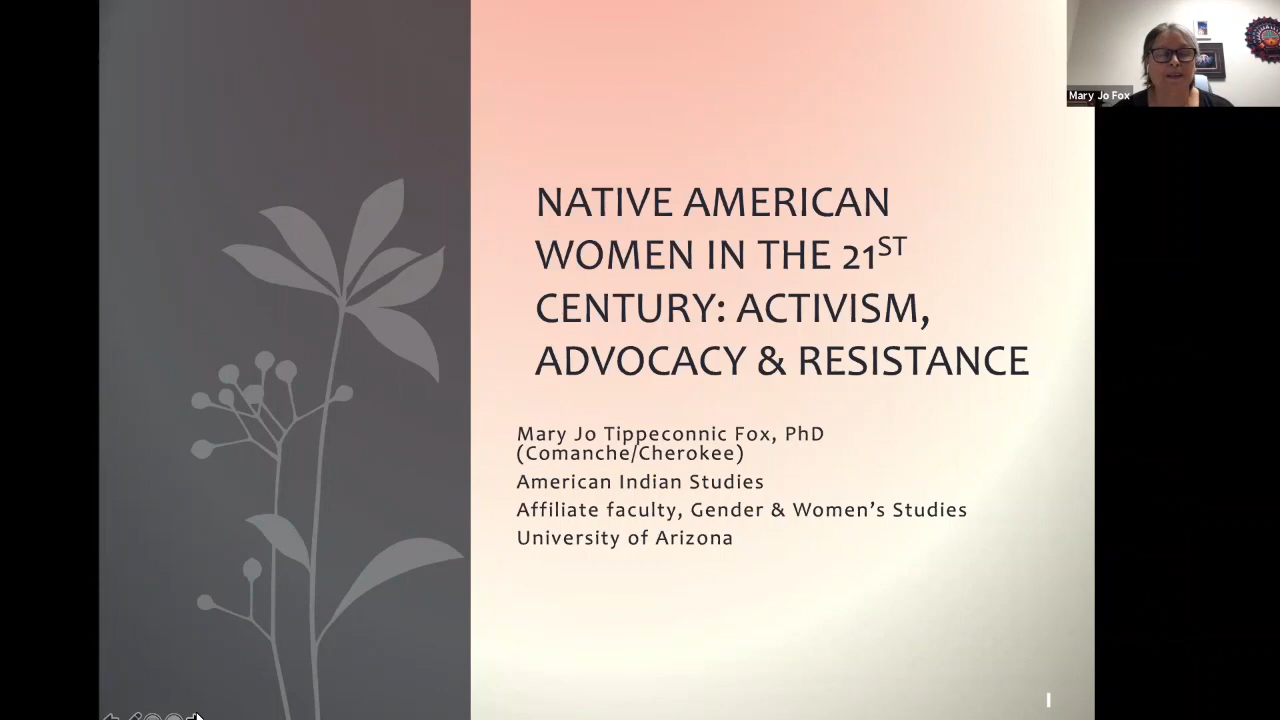 Mary Jo Fox
NATIVE AMERICAN
WOMEN IN THE 21ST
CENTURY: ACTIVISM,
ADVOCACY & RESISTANCE
Mary Jo Tippeconnic Fox, PhD
(Comanche/Cherokee)
American Indian Studies
Affiliate faculty, Gender & Women’s Studies
University of Arizona
1